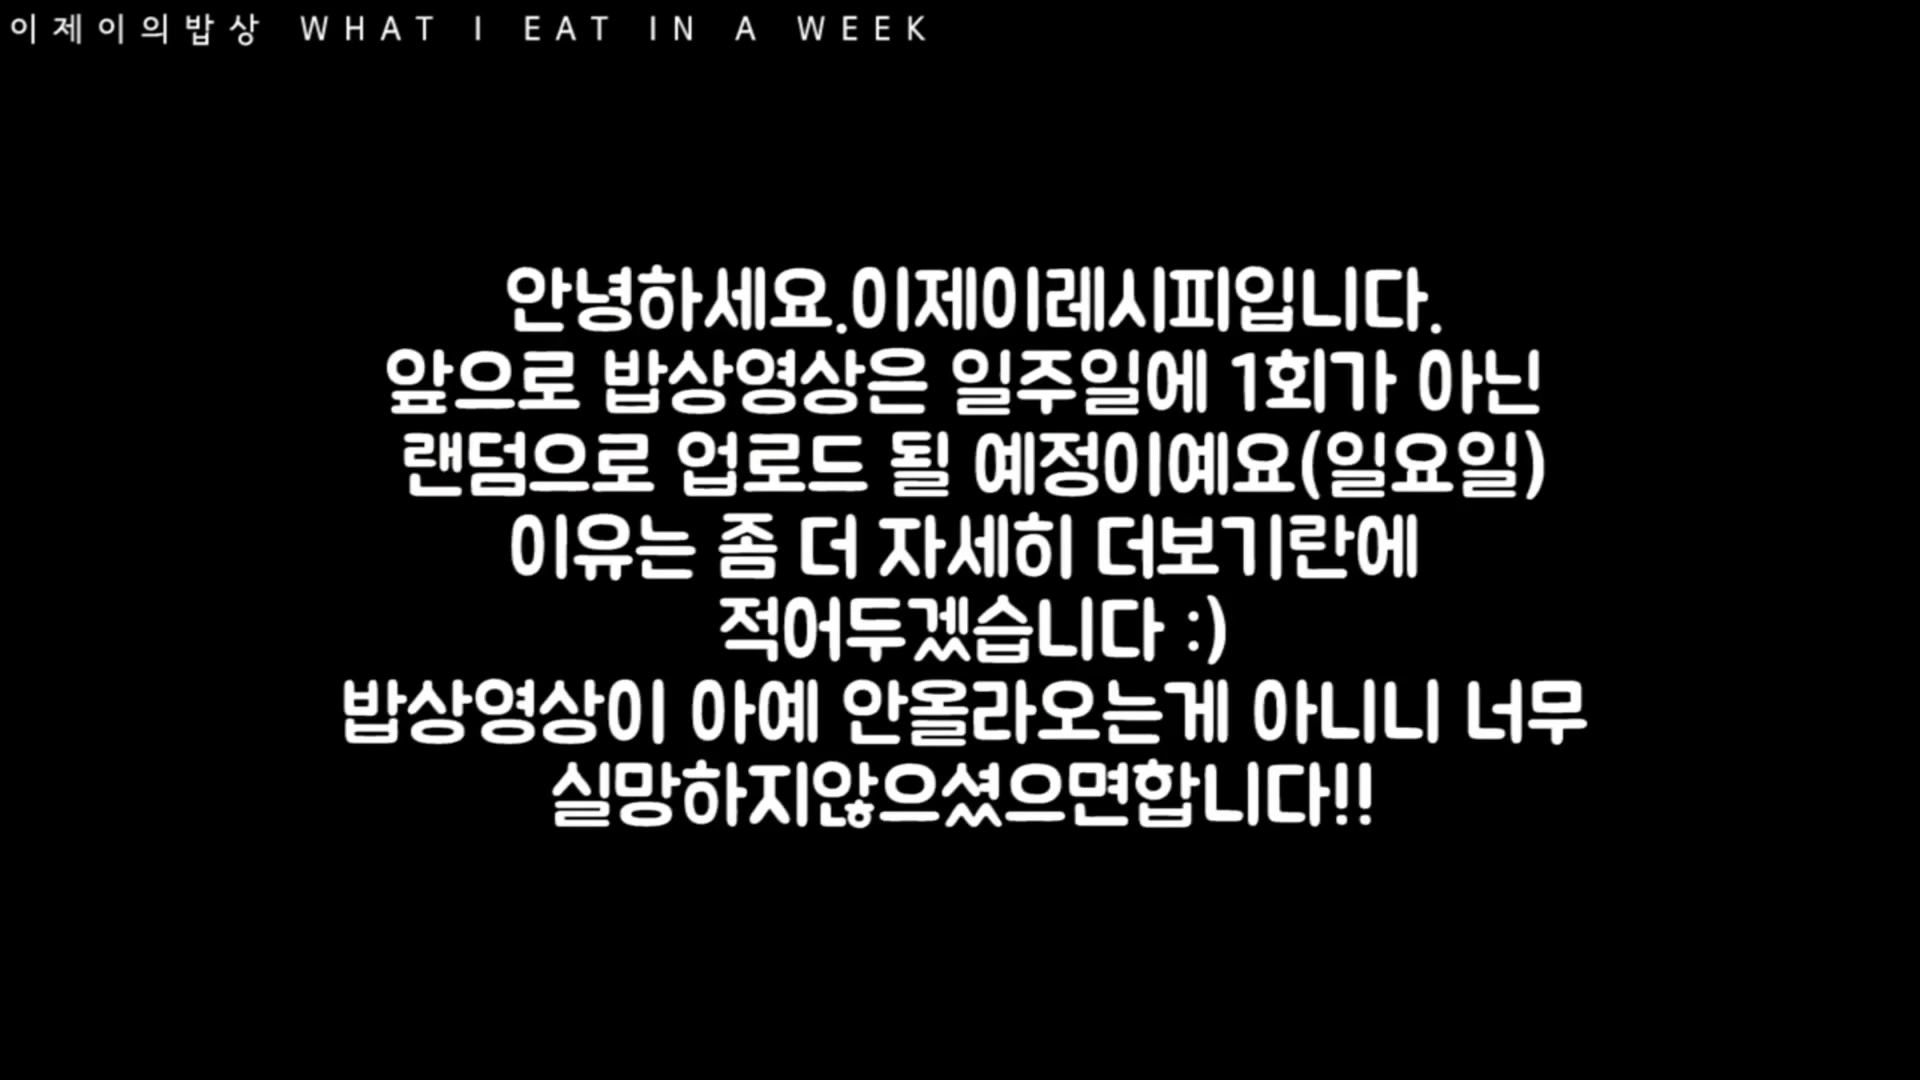 이제이의밥상 WHAT I EAT IN A WEEK
안녕하세요.이제이레시피입니다.
앞으로 밥상영상은 일주일에 1회가 아닌
랜덤으로 업로드 될 예정이예요(일요일)
이유는 좀 더 자세히 더보기란에
적어두겠습니다 :)
밥상영상이 아예 안올라오는게 아니니 너무
실망하지않으셨으면합니다!!